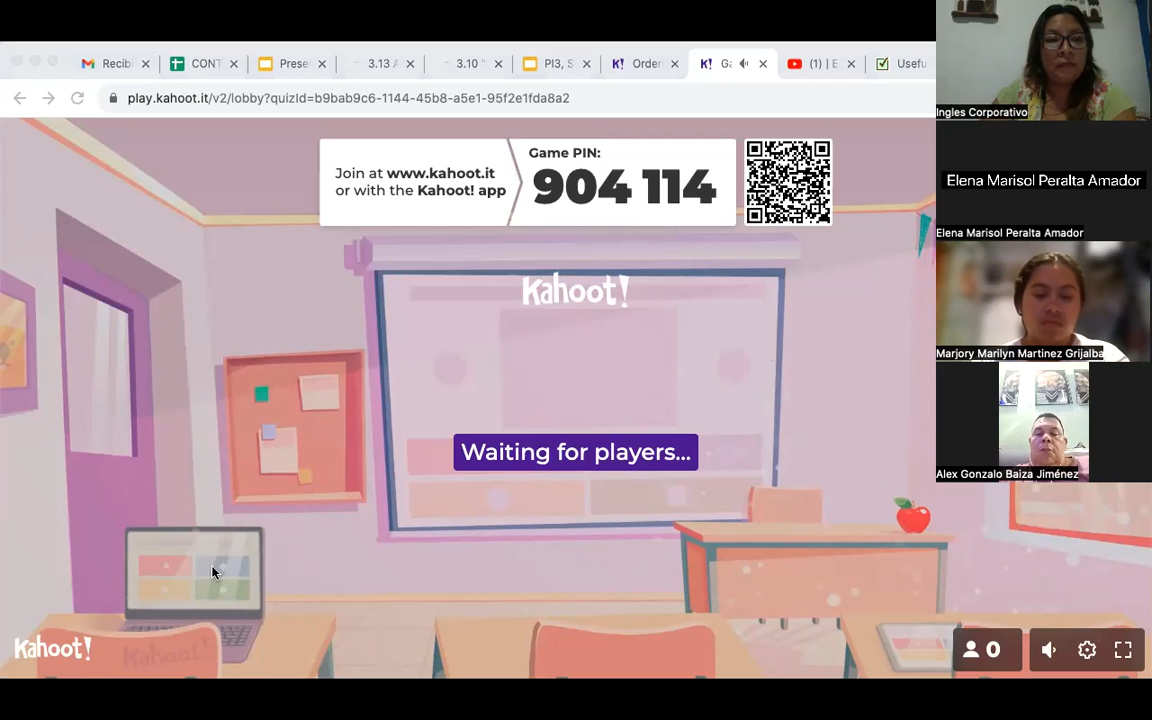 Recibi
CONT
Prese
3.13 A
3.10 "
PI3, S
Order
Ga
(1) | E
Usefu
play.kahoot.it/v2/lobby?quizId=b9bab9c6-1144-45b8-a5e1-95f2e1fda8a2
Join at www.kahoot.it
or with the Kahoot! app
Game PIN:
904 114
Kahoot!
Waiting for players...
Kahoot!
Kahoot!
0
Ingles Corporativo
Elena Marisol Peralta Amador
Elena Marisol Peralta Amador
Marjory Marilyn Martinez Grijalba
Alex Gonzalo Baiza Jiménez